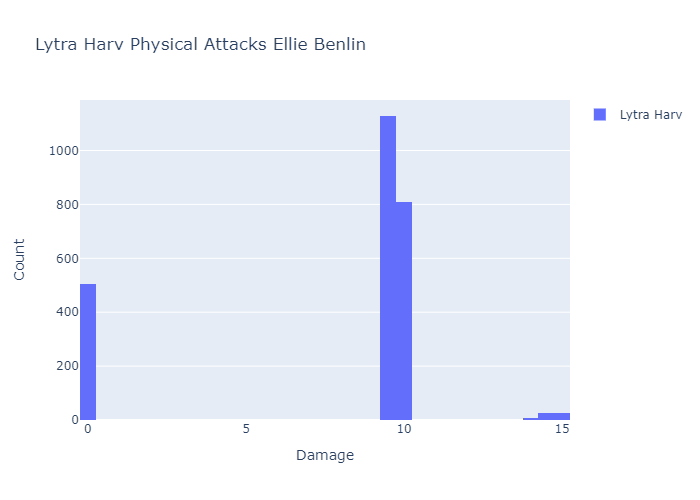 Lytra Harv Physical Attacks Ellie Benlin
Lytra Harv
1000
800
600
400
200
0
Count
0 5 10 15
Damage